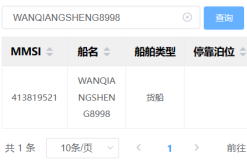 WANQIANGSHENG8998 查询
MMSI 船名 船舶类型 停靠泊位
413819521 WANQIA
NGSHEN
G8998 货船
共 1 条 10条/页 1 前往